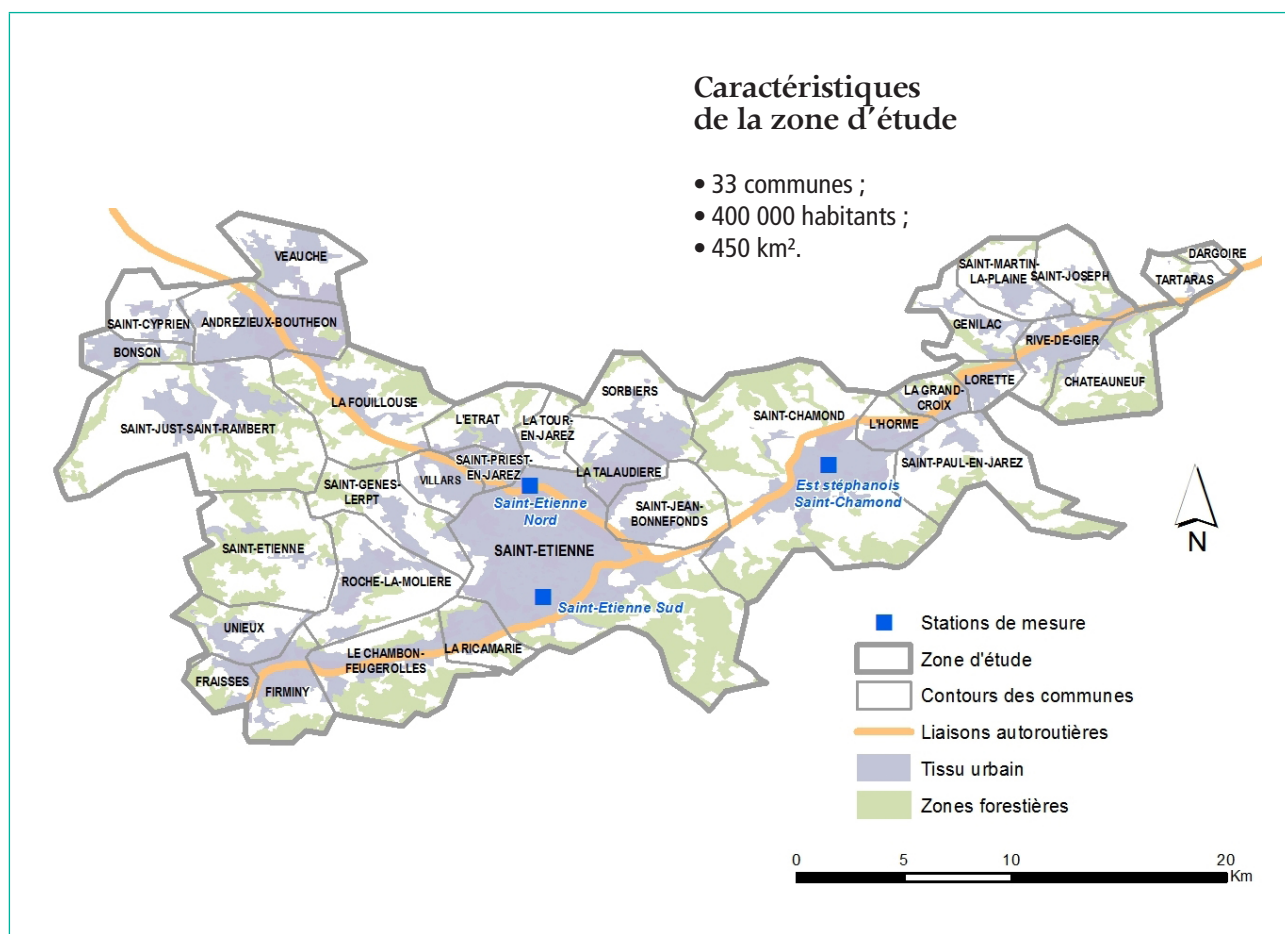 Caractéristiques
de la zone d'étude
• 33 communes ;
• 400 000 habitants ;
• 450 km².
VEAUCHE
SAINT-CYPRIEN
ANDREZIEUX-BOUTHEON
BONSON
SAINT-JUST-SAINT-RAMBERT
LA FOUILLOUSE
L'ETRAT
LA TOUR-
EN-JAREZ
SORBIERS
SAINT-PRIEST-
EN-JAREZ
VILLARS
SAINT-GENES-
LERPT
LA TALAUDIERE
SAINT-JEAN-
BONNEFONDS
Saint-Etienne
Nord
SAINT-ETIENNE
SAINT-ETIENNE
ROCHE-LA-MOLIERE
Saint-Etienne Sud
UNIEUX
LE CHAMBON-
FEUGEROLLES
LA RICAMARIE
FRAISSES
FIRMINY
SAINT-CHAMOND
Est stéphanois
Saint-Chamond
L'HORME
LA GRAND-
CROIX
LORETTE
SAINT-PAUL-EN-JAREZ
GENILAC
SAINT-MARTIN-
LA-PLAINE
SAINT-JOSEPH
RIVE-DE-GIER
CHATEAUNEUF
DARGOIRE
TARTARAS
N
Stations de mesure
Zone d'étude
Contours des communes
Liaisons autoroutières
Tissu urbain
Zones forestières
0 5 10 20
Km